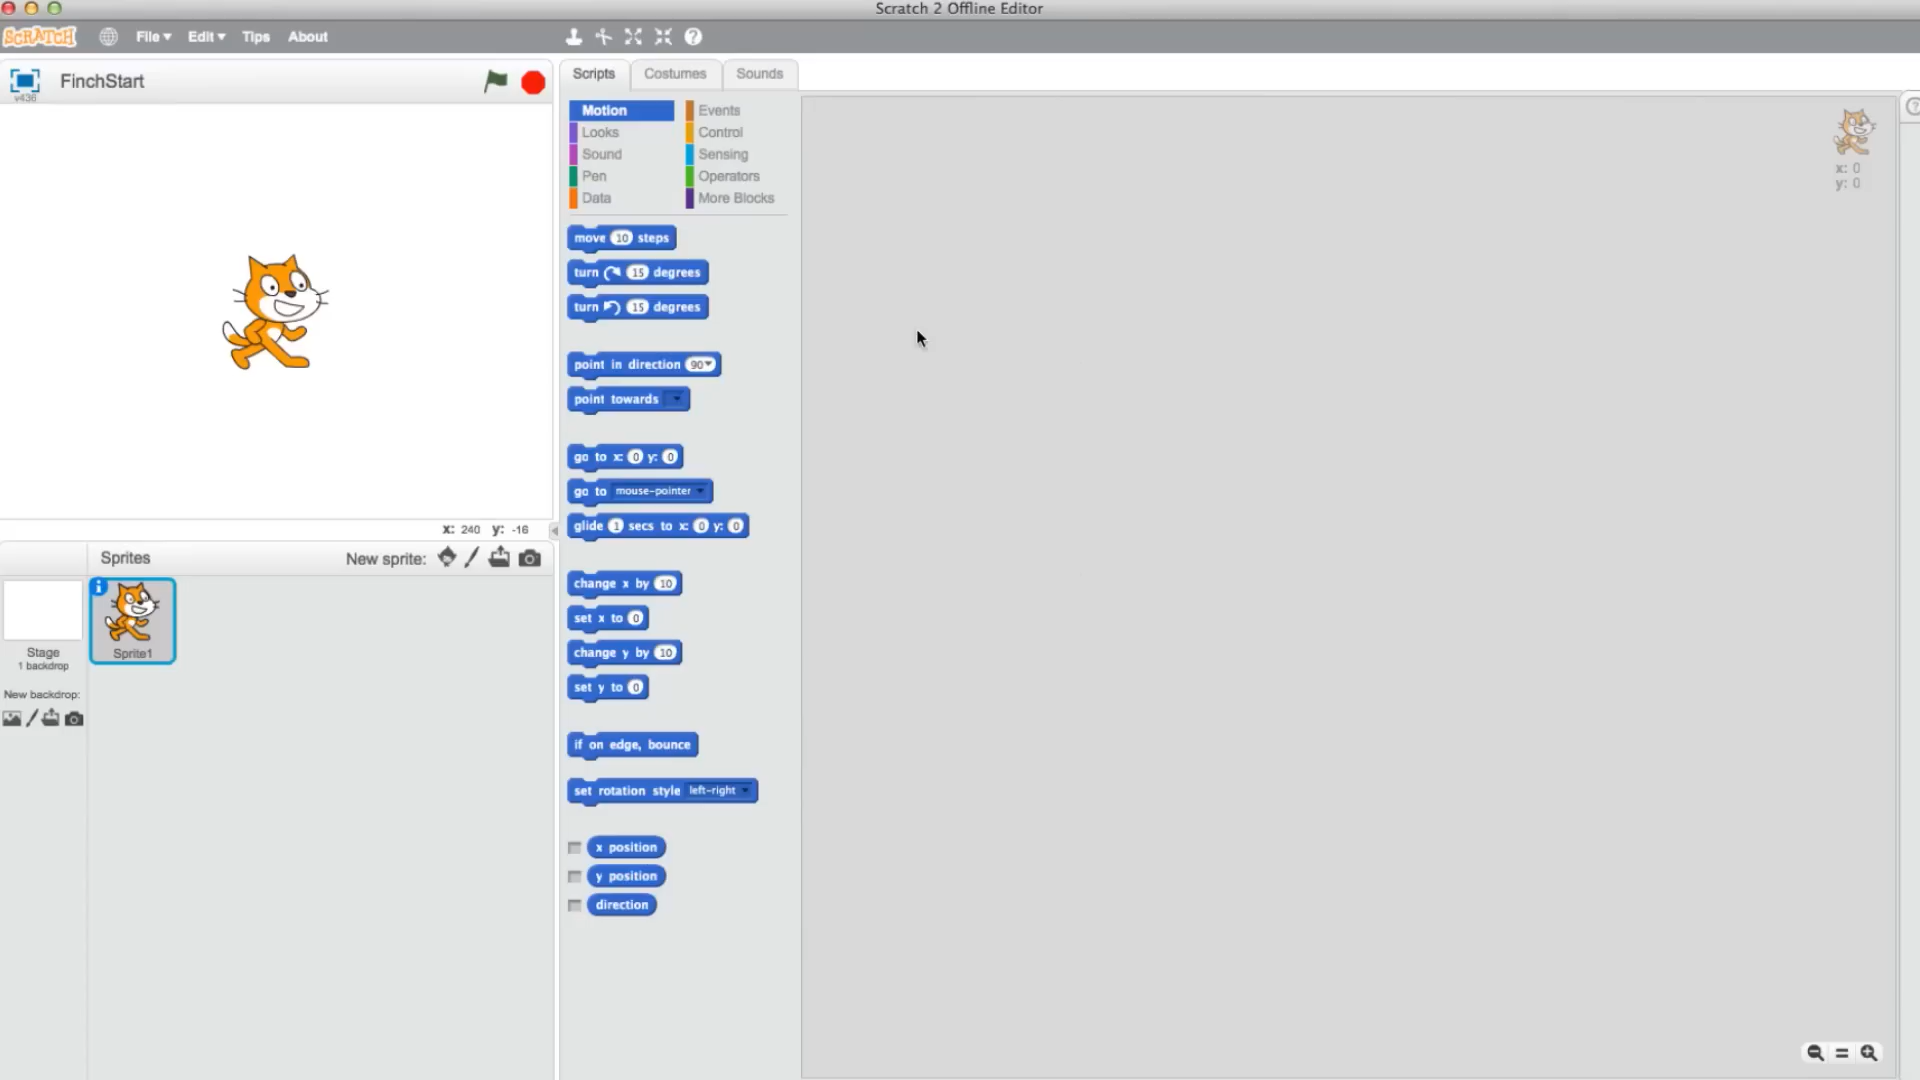 Scratch 2 Offline Editor
SCRATCH File Edit Tips About
FinchStart
v436
Scripts Costumes Sounds
Motion Events
Looks Control
Sound Sensing
Pen Operators
Data More Blocks
move 10 steps
turn 15 degrees
turn 15 degrees
point in direction 90
point towards
go to x: 0 y: 0
go to mouse-pointer
glide 1 secs to x: 0 y: 0
change x by 10
set x to 0
change y by 10
set y to 0
if on edge, bounce
set rotation style left-right
x position
y position
direction
x: 0
y: 0
x: 240 y: -16
Sprites New sprite:
Sprite1
Stage
1 backdrop
New backdrop: